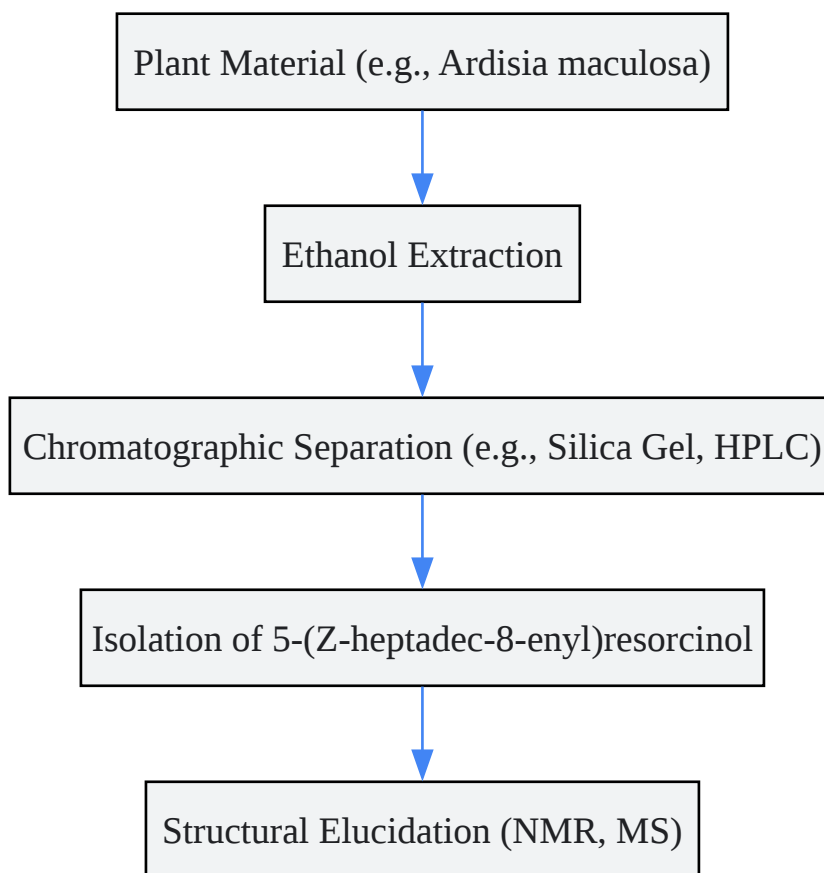 Plant Material (e.g., Ardisia maculosa)
Ethanol Extraction
Chromatographic Separation (e.g., Silica Gel, HPLC)
Isolation of 5-(Z-heptadec-8-enyl)resorcinol
Structural Elucidation (NMR, MS)